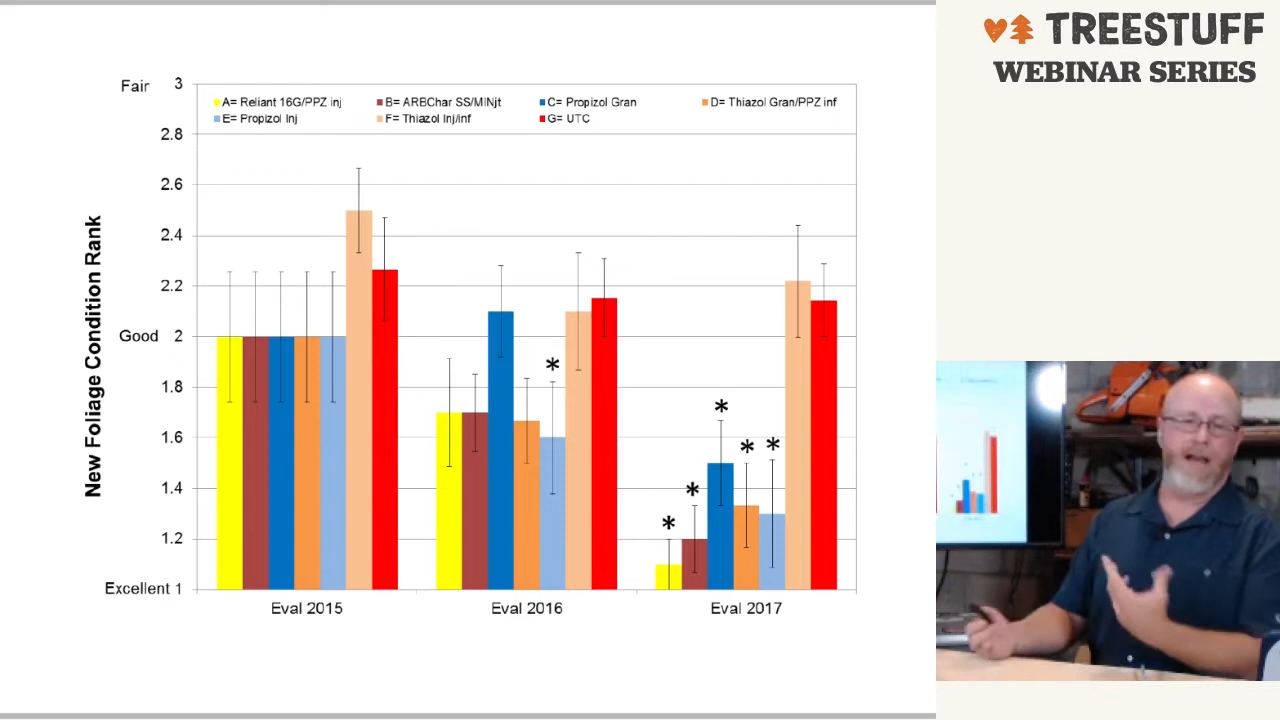 TREESTUFF
WEBINAR SERIES
Fair 3
A= Reliant 16G/PPZ inj B= ARBChar SS/MINjt C= Propizol Gran D= Thiazol Gran/PPZ inf
E= Propizol Inj F= Thiazol Inj/inf G= UTC
2.8
2.6
2.4
2.2
Good 2
1.8
1.6
1.4
1.2
Excellent 1
New Foliage Condition Rank
*
* * * * *
Eval 2015 Eval 2016 Eval 2017